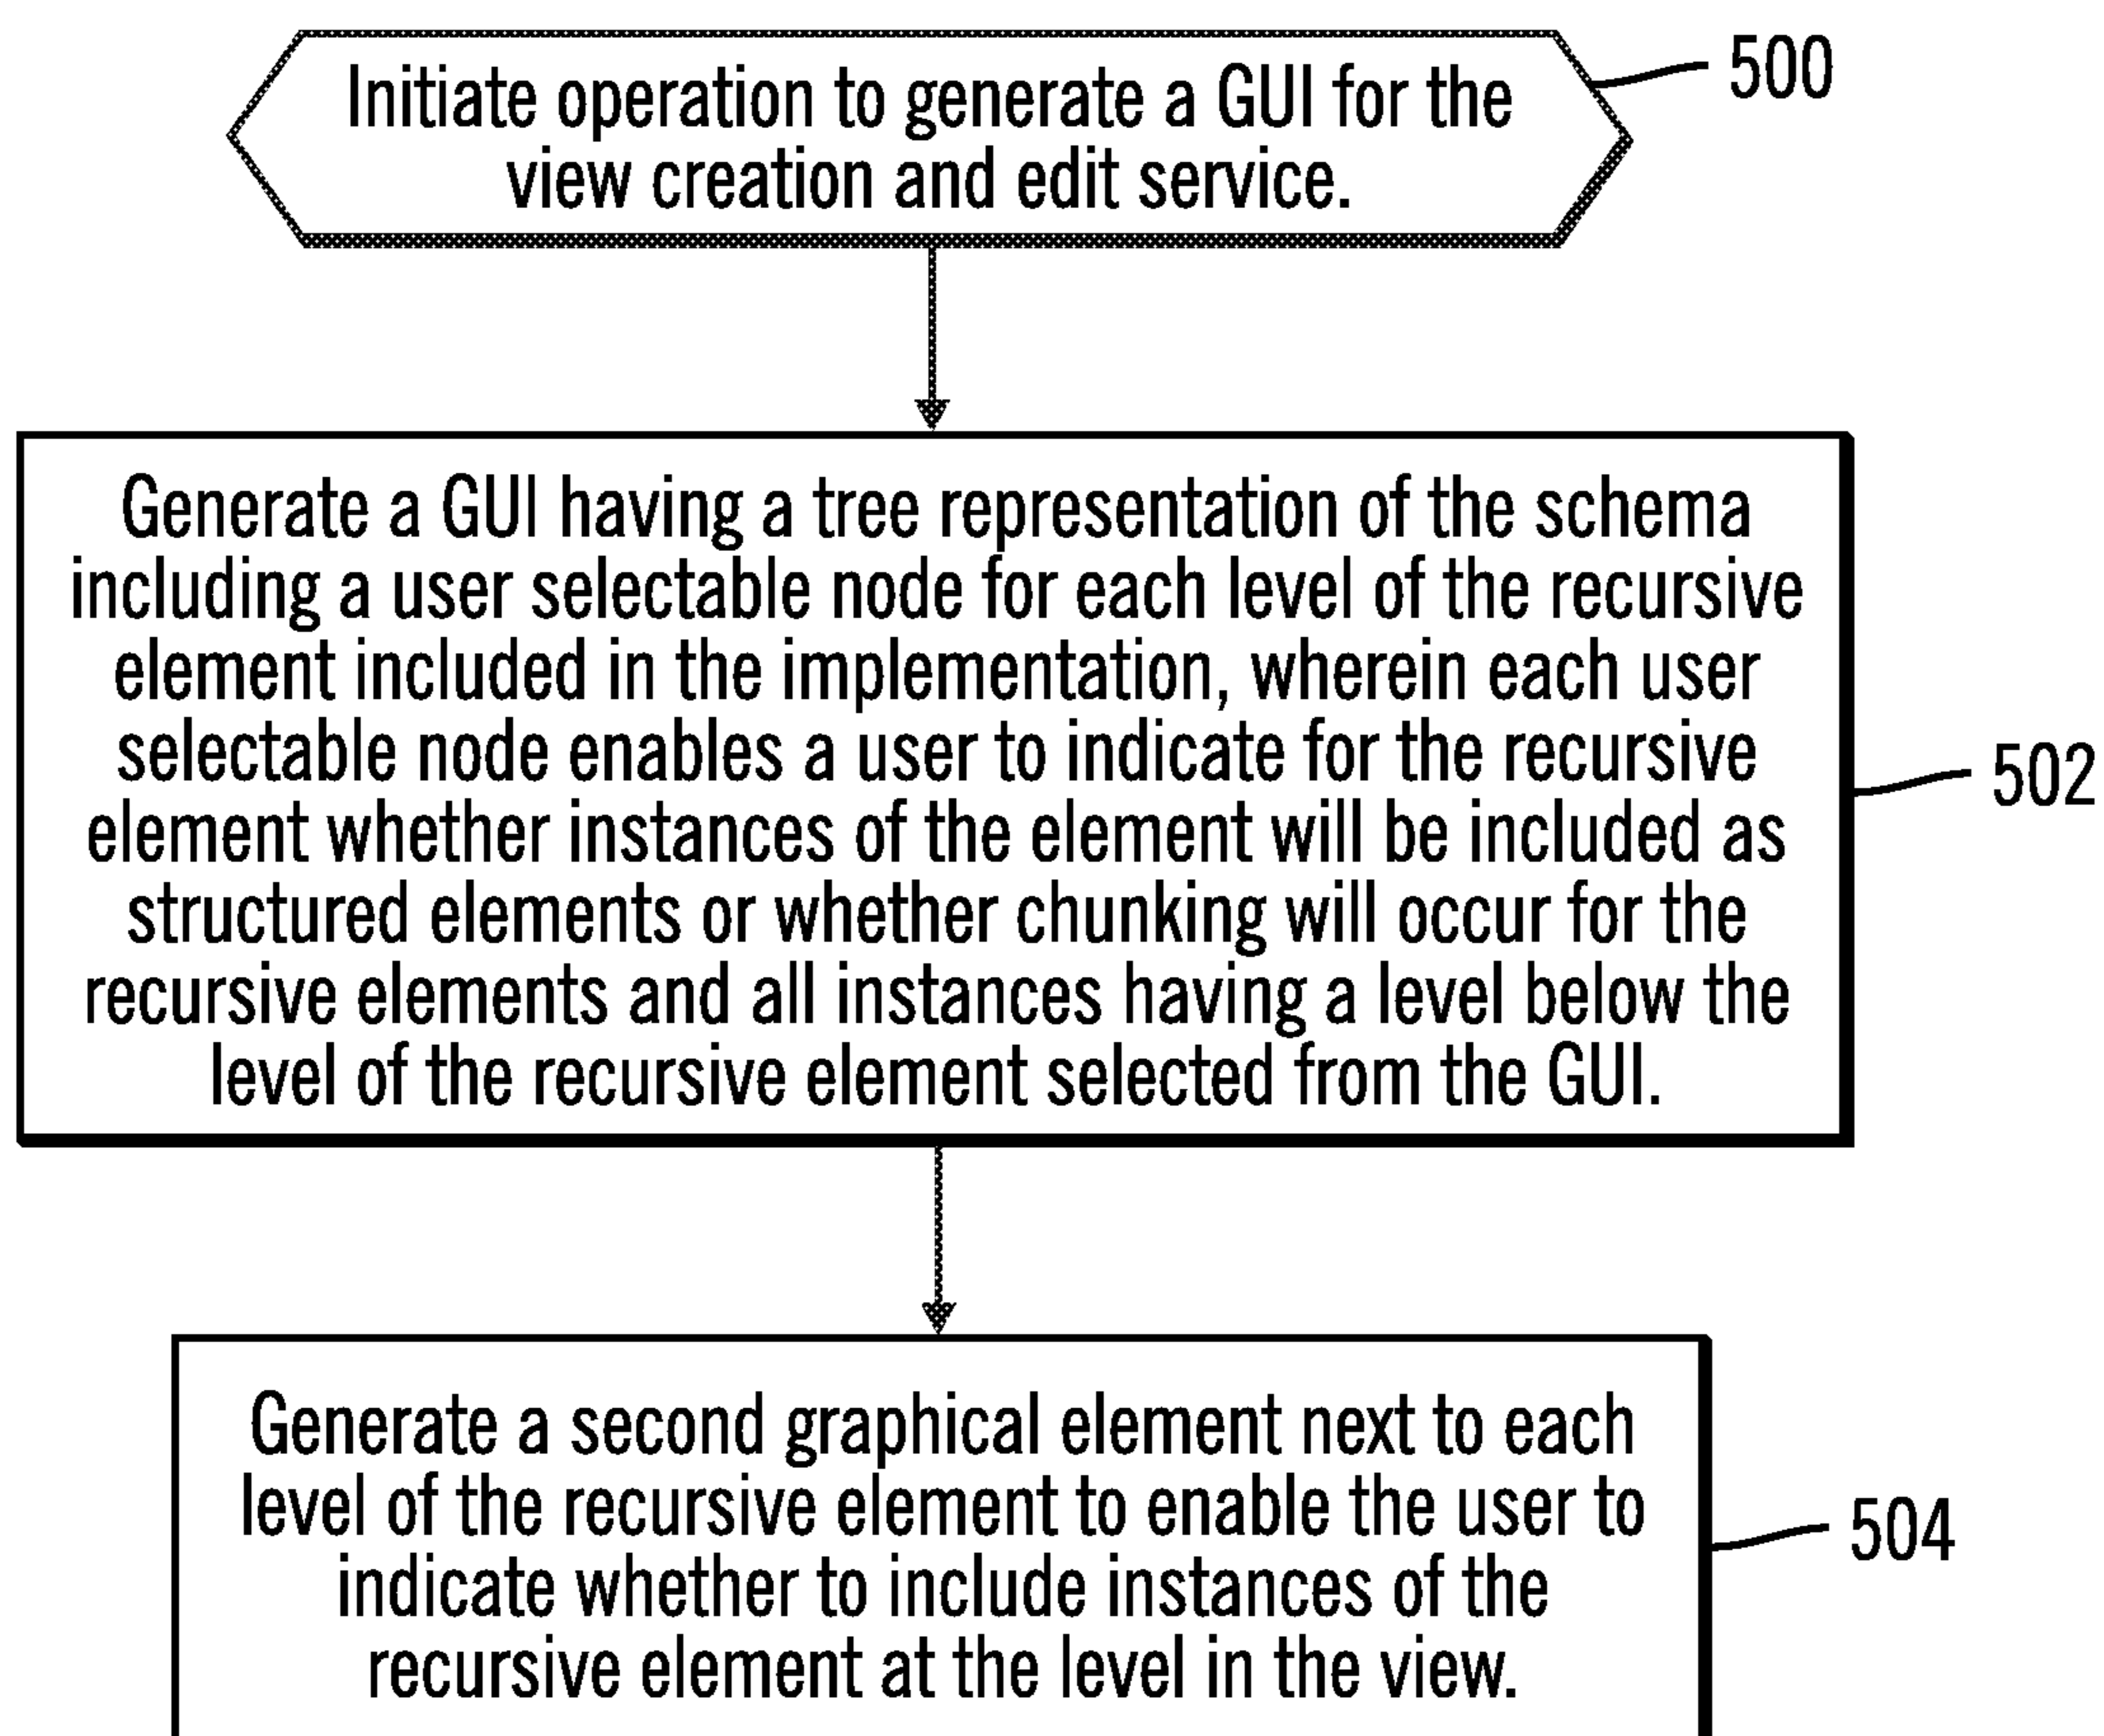 Initiate operation to generate a GUI for the
view creation and edit service.
500
Generate a GUI having a tree representation of the schema
including a user selectable node for each level of the recursive
element included in the implementation, wherein each user
selectable node enables a user to indicate for the recursive
element whether instances of the element will be included as
structured elements or whether chunking will occur for the
recursive elements and all instances having a level below the
level of the recursive element selected from the GUI.
502
Generate a second graphical element next to each
level of the recursive element to enable the user to
indicate whether to include instances of the
recursive element at the level in the view.
504